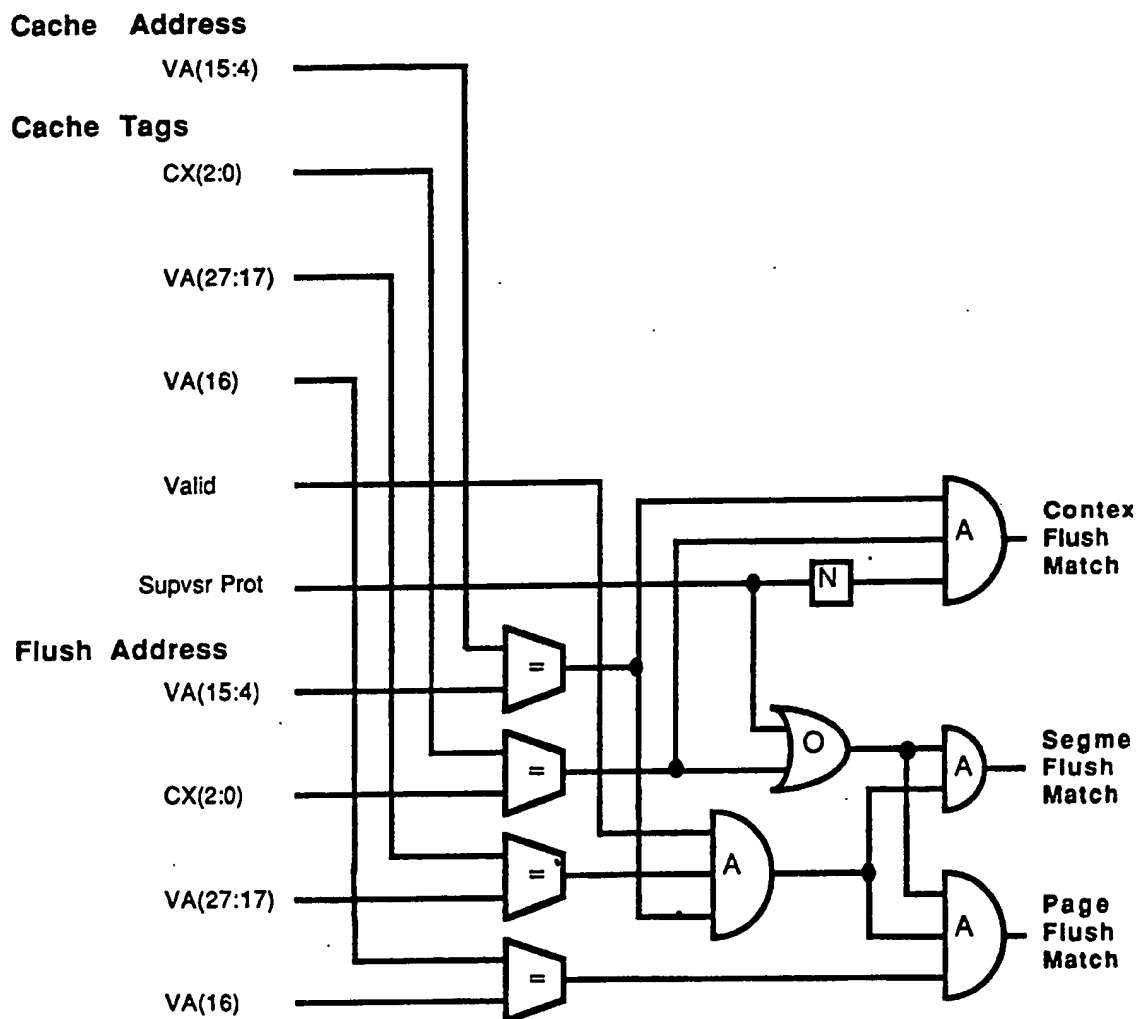 Cache Address
VA(15:4)
Cache Tags
CX(2:0)
VA(27:17)
VA(16)
Valid
Supvsr Prot
Flush Address
VA(15:4)
CX(2:0)
VA(27:17)
VA(16)
=
=
=
=
N
O
A
A
A
A
Contex
Flush
Match
Segme
Flush
Match
Page
Flush
Match